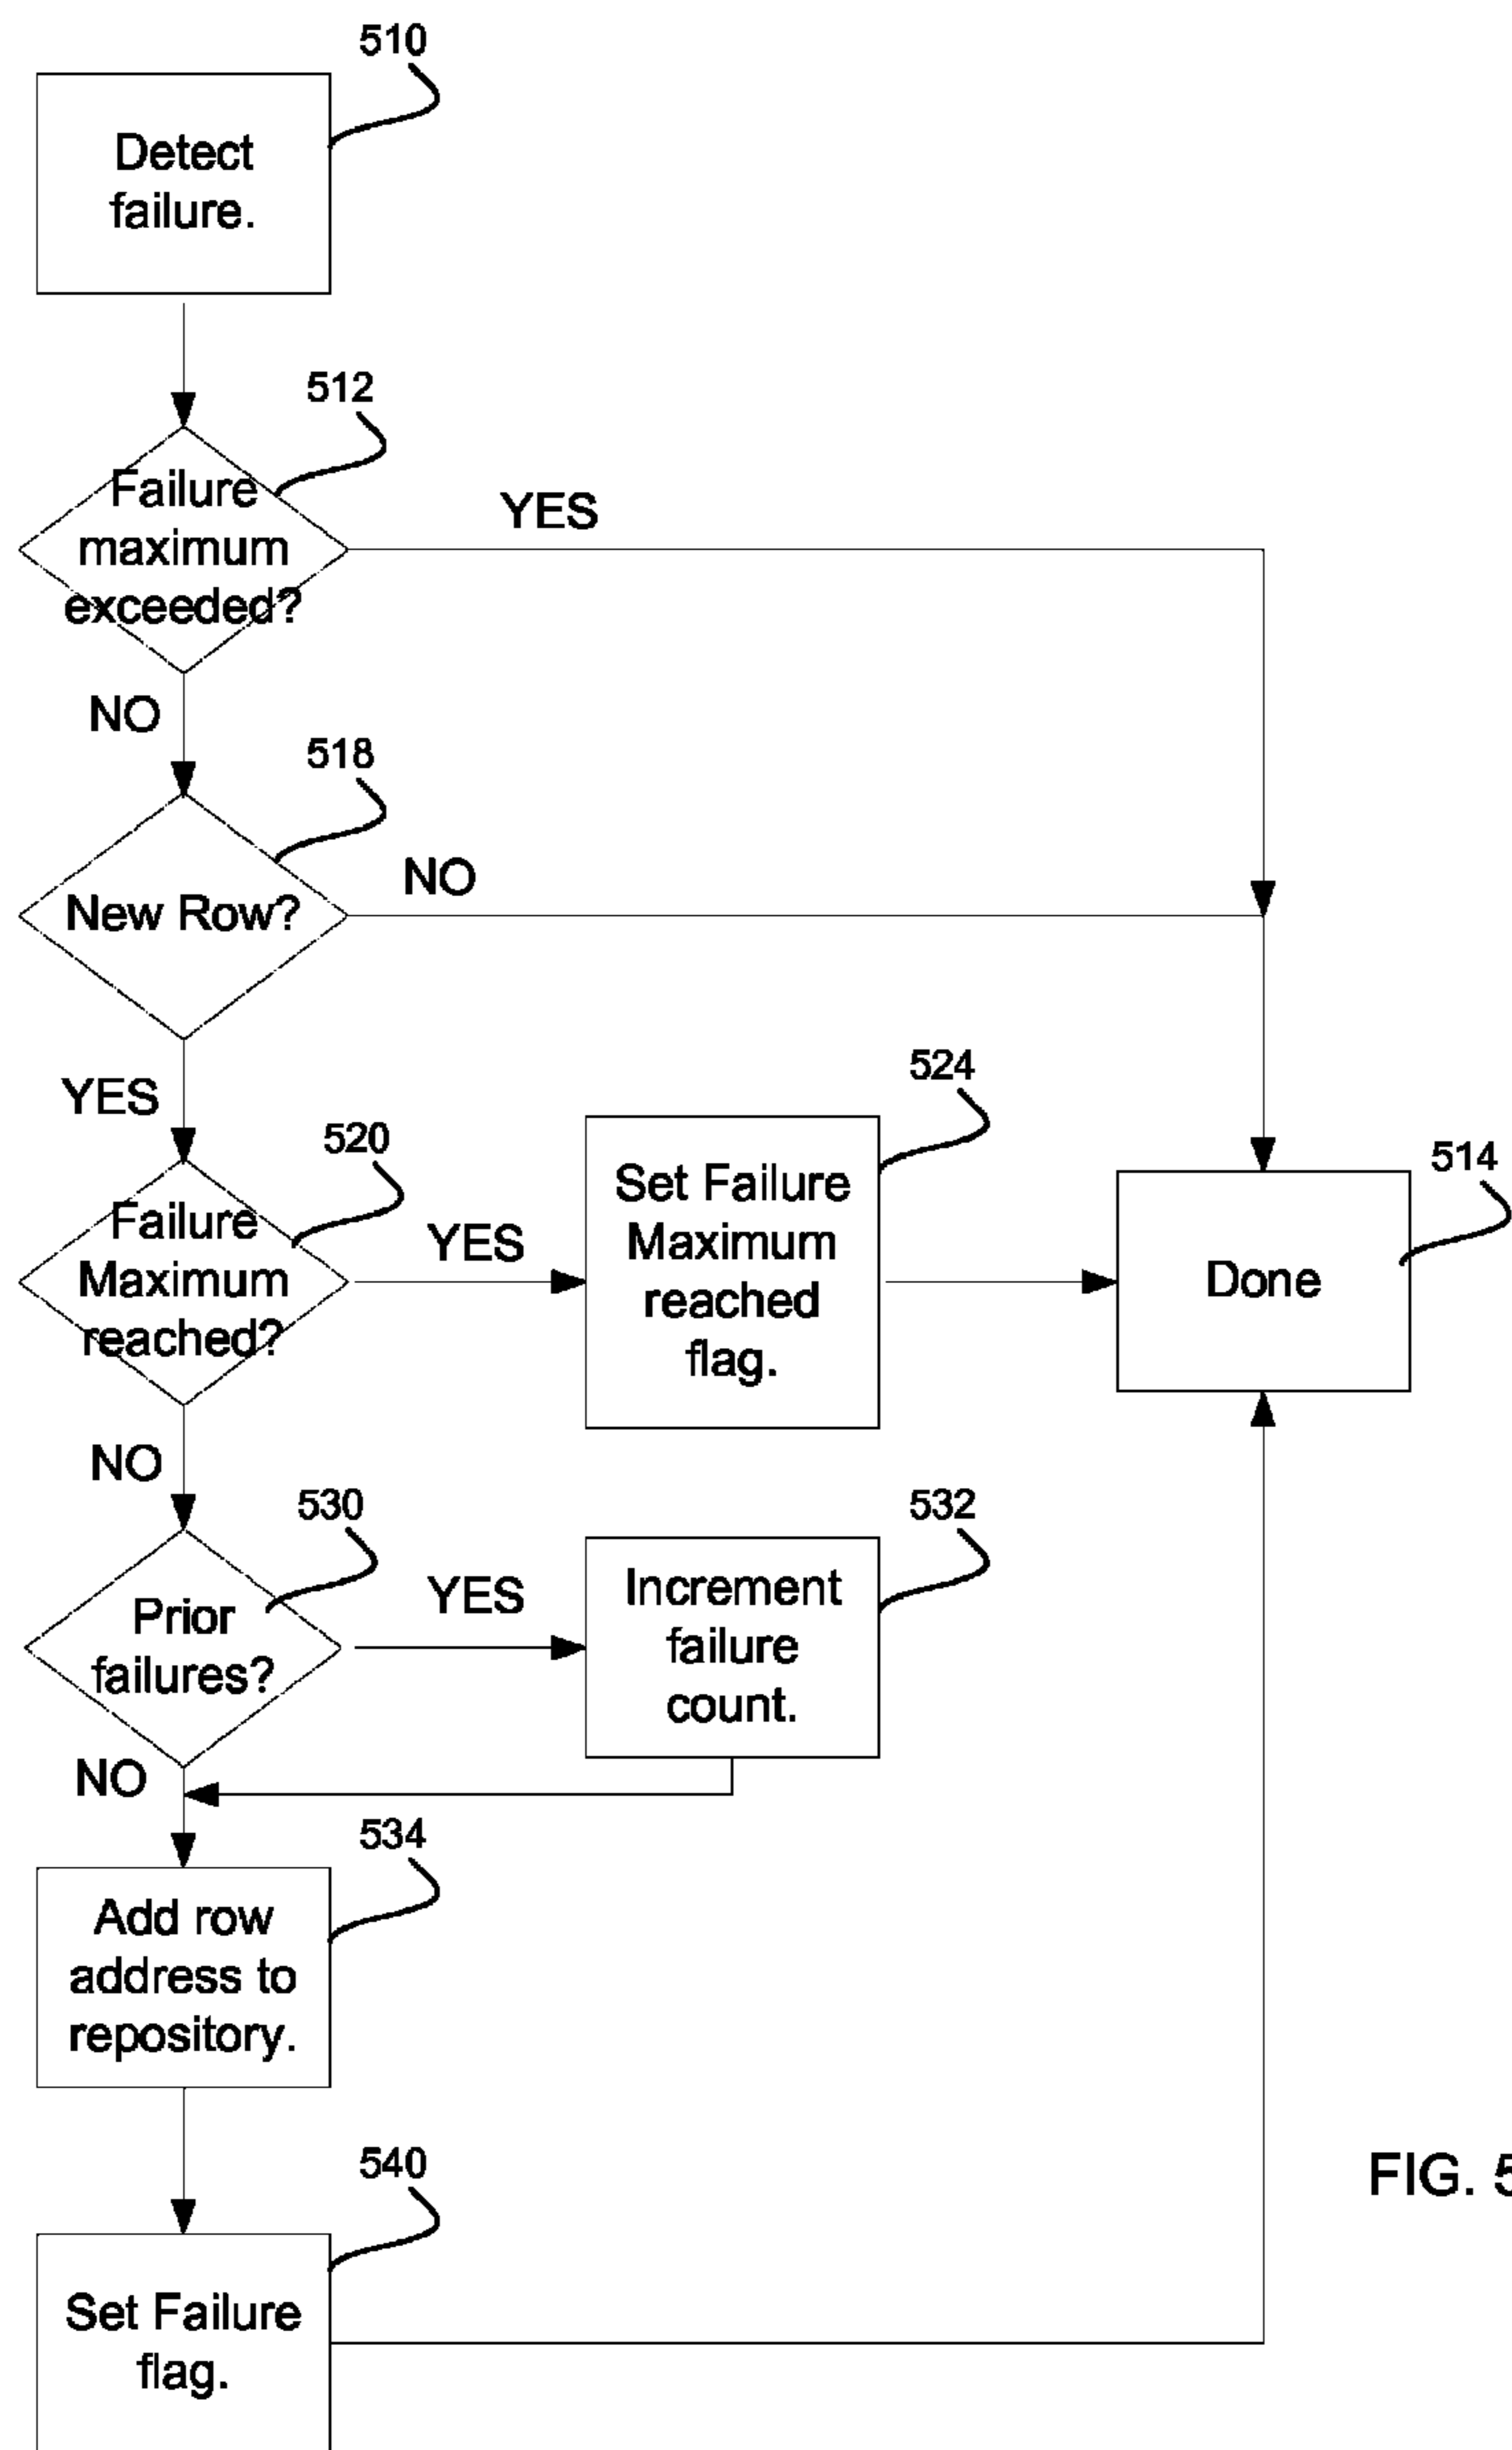 510
Detect
failure.
512
Failure
maximum
exceeded?
YES
NO
518
New Row?
NO
YES
520
Failure
Maximum
reached?
YES
524
Set Failure
Maximum
reached
flag.
514
Done
NO
530
Prior
failures?
YES
532
Increment
failure
count.
NO
534
Add row
address to
repository.
540
Set Failure
flag.
FIG. 5